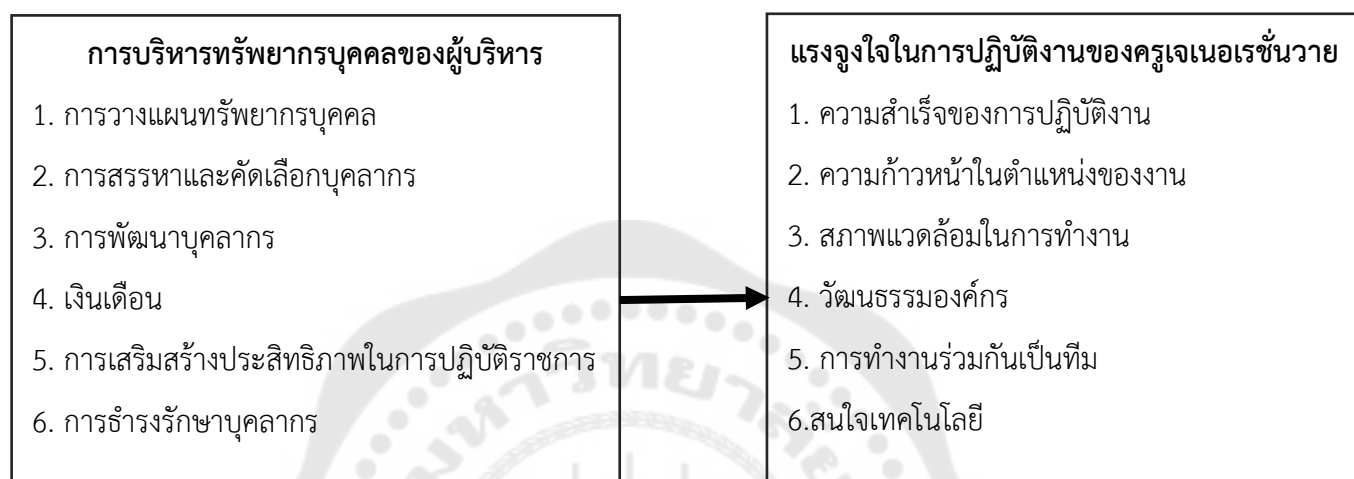 การบริหารทรัพยากรบุคคลของผู้บริหาร
1. การวางแผนทรัพยากรบุคคล
2. การสรรหาและคัดเลือกบุคลากร
3. การพัฒนาบุคลากร
4. เงินเดือน
5. การเสริมสร้างประสิทธิภาพในการปฏิบัติราชการ
6. การธำรงรักษาบุคลากร
แรงจูงใจในการปฏิบัติงานของครูเจเนอเรชั่นวาย
1. ความสำเร็จของการปฏิบัติงาน
2. ความก้าวหน้าในตำแหน่งของงาน
3. สภาพแวดล้อมในการทำงาน
4. วัฒนธรรมองค์กร
5. การทำงานร่วมกันเป็นทีม
6.สนใจเทคโนโลยี